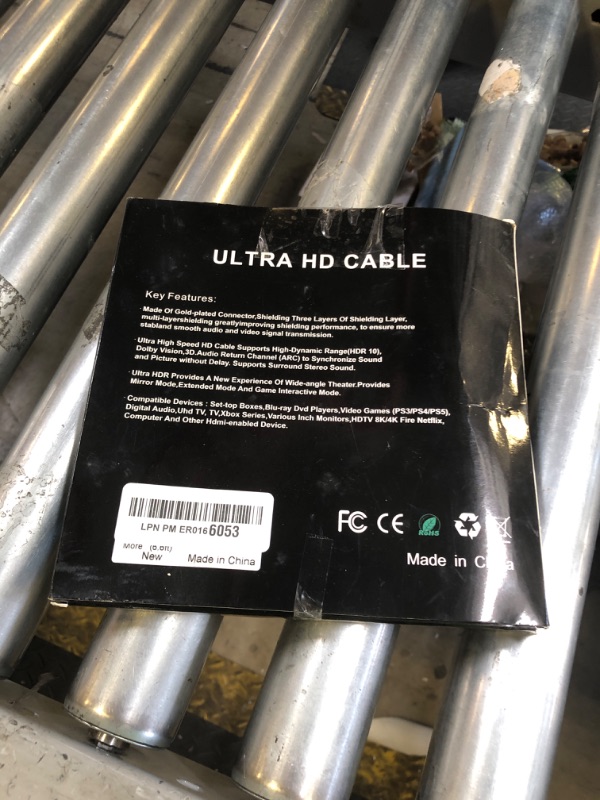 ULTRA HD CABLE
Key Features:
· Made Of Gold-plated Connector,Shielding Three Layers Of Shielding Layer,
multi-layershielding greatlyimproving shielding performance, to ensure more
stabland smooth audio and video signal transmission.
· Ultra High Speed HD Cable Supports High-Dynamic Range(HDR 10),
Dolby Vision,3D.Audio Return Channel (ARC) to Synchronize Sound
and Picture without Delay. Supports Surround Stereo Sound.
· Ultra HDR Provides A New Experience Of Wide-angle Theater.Provides
Mirror Mode,Extended Mode And Game Interactive Mode.
· Compatible Devices : Set-top Boxes,Blu-ray Dvd Players,Video Games (PS3/PS4/PS5),
Digital Audio,Uhd TV, TV,Xbox Series,Various Inch Monitors,HDTV 8K/4K Fire Netflix,
Computer And Other Hdmi-enabled Device.
LPN PM ER016 6053
More (6.6ft)
New Made in China
FC CE RoHS
Made in China